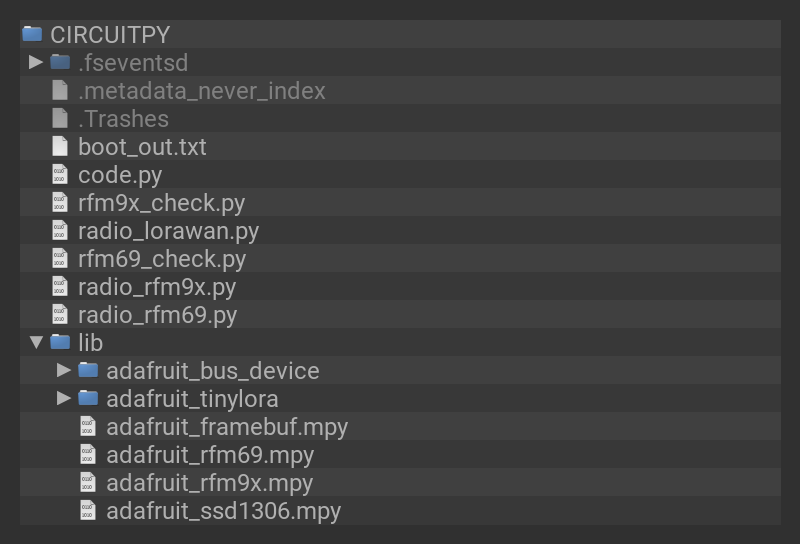 CIRCUITPY
.fseventsd
.metadata_never_index
.Trashes
boot_out.txt
code.py
rfm9x_check.py
radio_lorawan.py
rfm69_check.py
radio_rfm9x.py
radio_rfm69.py
lib
adafruit_bus_device
adafruit_tinylora
adafruit_framebuf.mpy
adafruit_rfm69.mpy
adafruit_rfm9x.mpy
adafruit_ssd1306.mpy